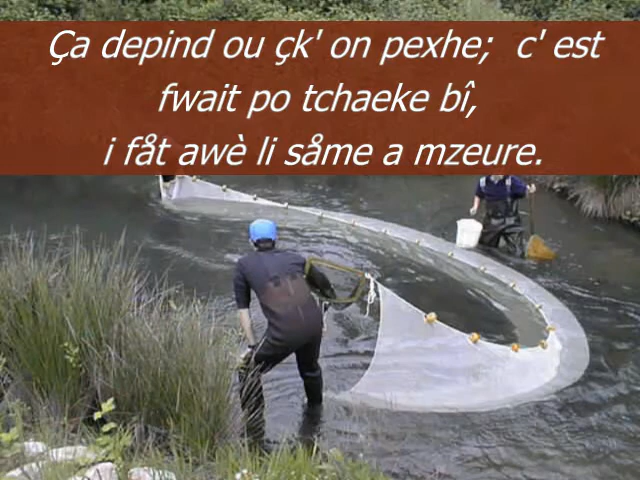 Ça depind ou çk' on pexhe; c' est
fwait po tchaeke bî,
i fåt awè li såme a mzeure.